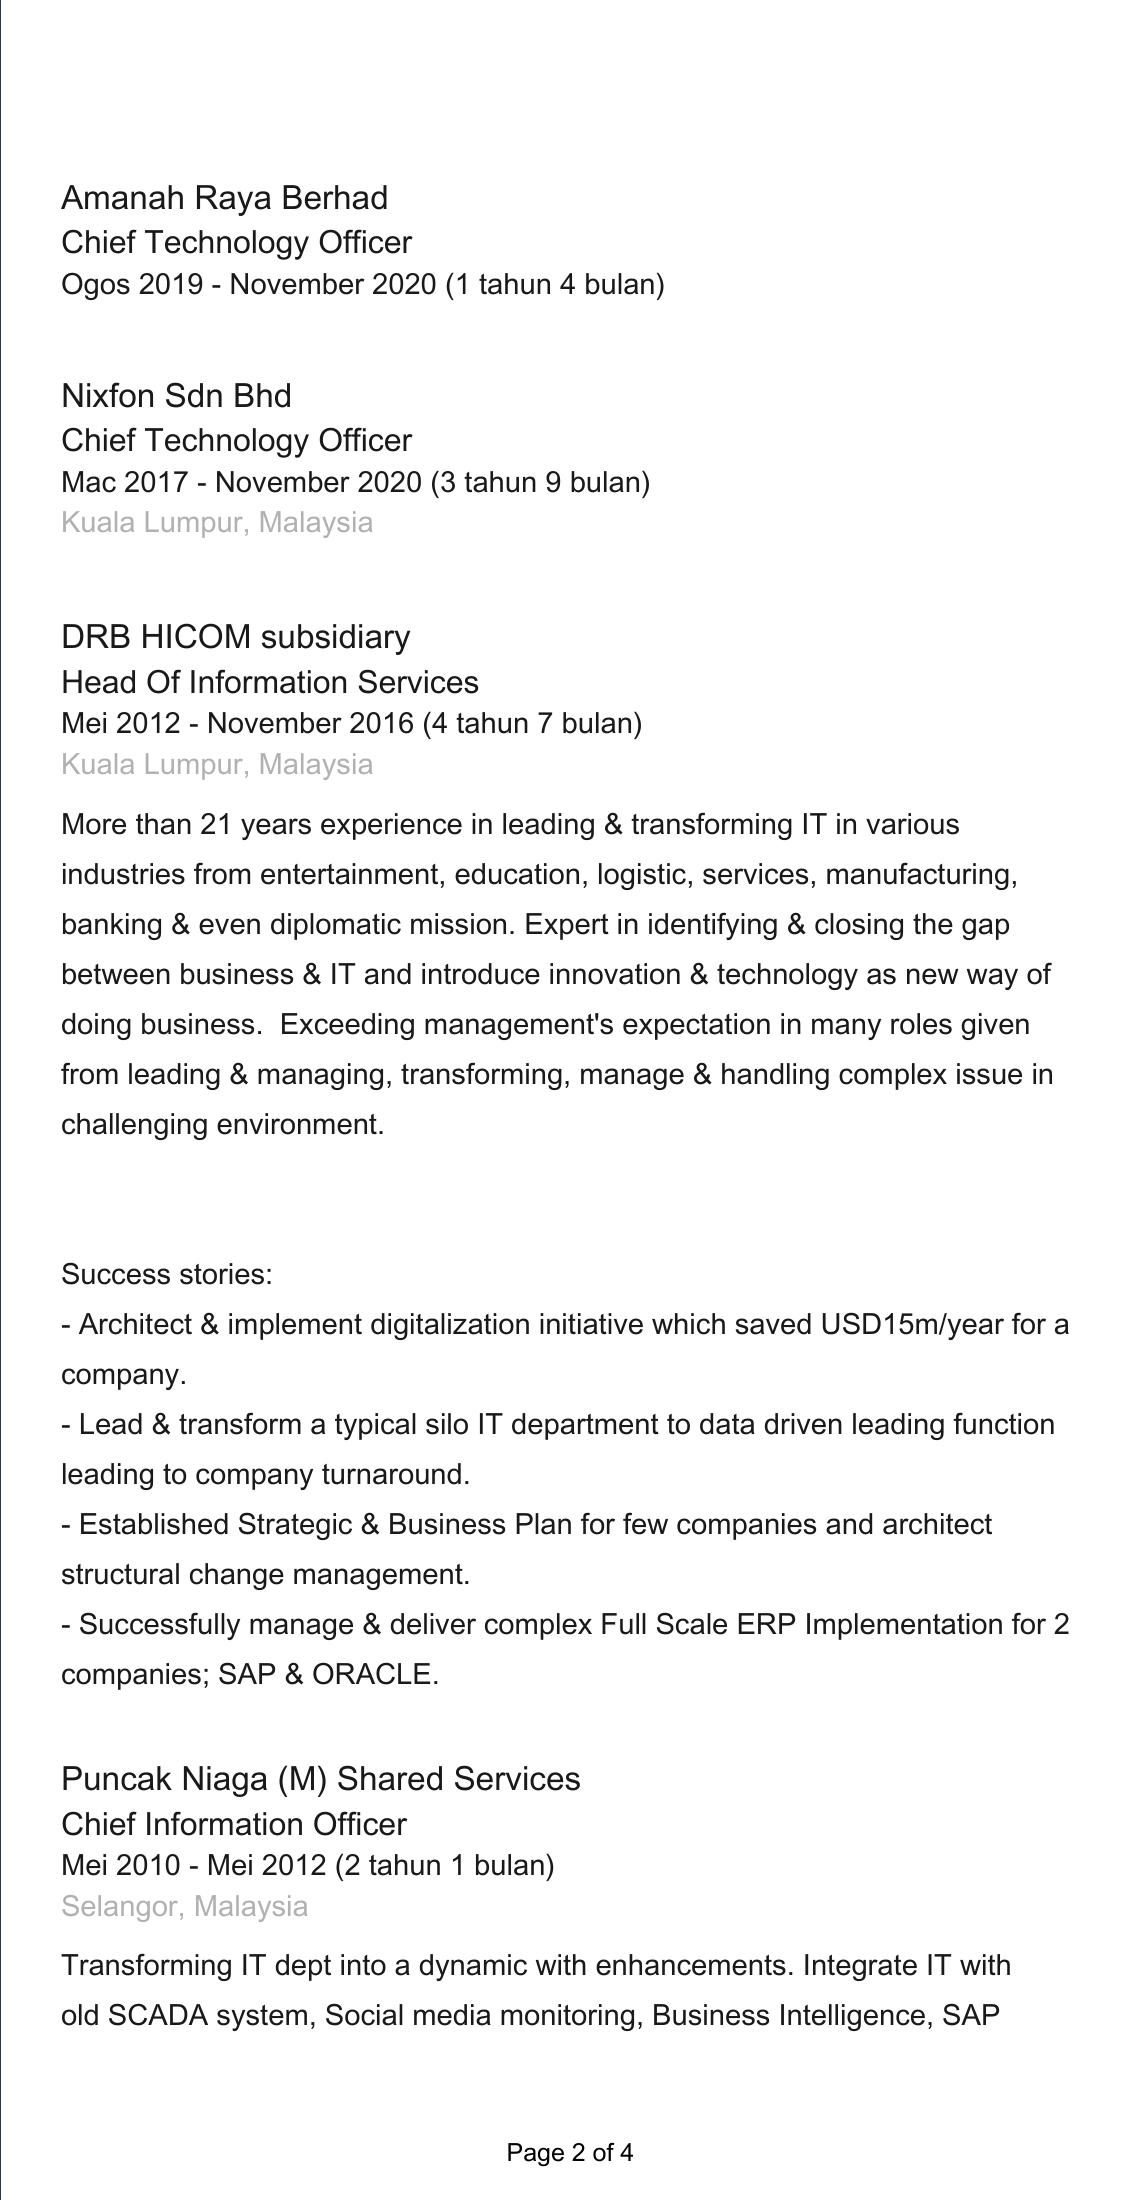 Amanah Raya Berhad
Chief Technology Officer
Ogos 2019 - November 2020 (1 tahun 4 bulan)
Nixfon Sdn Bhd
Chief Technology Officer
Mac 2017 - November 2020 (3 tahun 9 bulan)
Kuala Lumpur, Malaysia
DRB HICOM subsidiary
Head Of Information Services
Mei 2012 - November 2016 (4 tahun 7 bulan)
Kuala Lumpur, Malaysia
More than 21 years experience in leading & transforming IT in various
industries from entertainment, education, logistic, services, manufacturing,
banking & even diplomatic mission. Expert in identifying & closing the gap
between business & IT and introduce innovation & technology as new way of
doing business.  Exceeding management's expectation in many roles given
from leading & managing, transforming, manage & handling complex issue in
challenging environment.
Success stories:
- Architect & implement digitalization initiative which saved USD15m/year for a
company.
- Lead & transform a typical silo IT department to data driven leading function
leading to company turnaround.
- Established Strategic & Business Plan for few companies and architect
structural change management.
- Successfully manage & deliver complex Full Scale ERP Implementation for 2
companies; SAP & ORACLE.
Puncak Niaga (M) Shared Services
Chief Information Officer
Mei 2010 - Mei 2012 (2 tahun 1 bulan)
Selangor, Malaysia
Transforming IT dept into a dynamic with enhancements. Integrate IT with
old SCADA system, Social media monitoring, Business Intelligence, SAP
Page 2 of 4